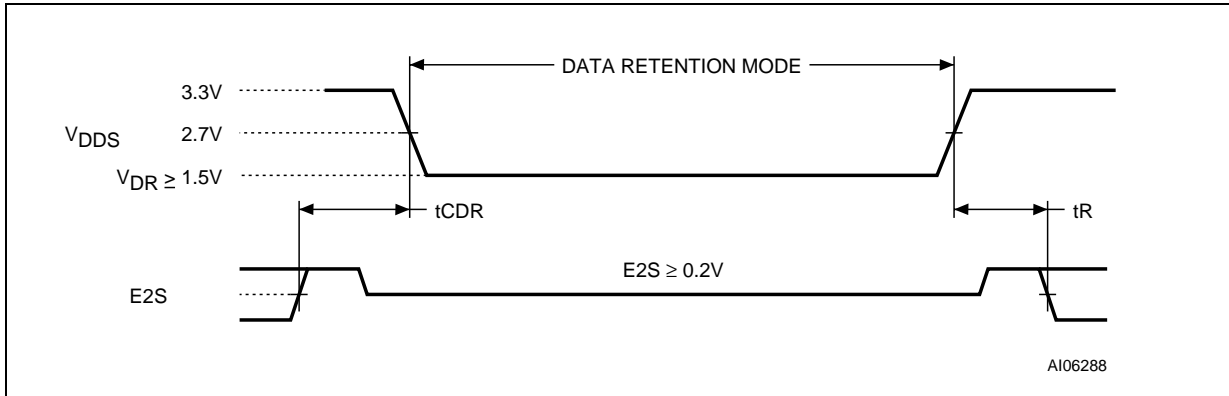 DATA RETENTION MODE
3.3V
VDDS 2.7V
VDR ≥ 1.5V
tCDR tR
E2S ≥ 0.2V
E2S
AI06288